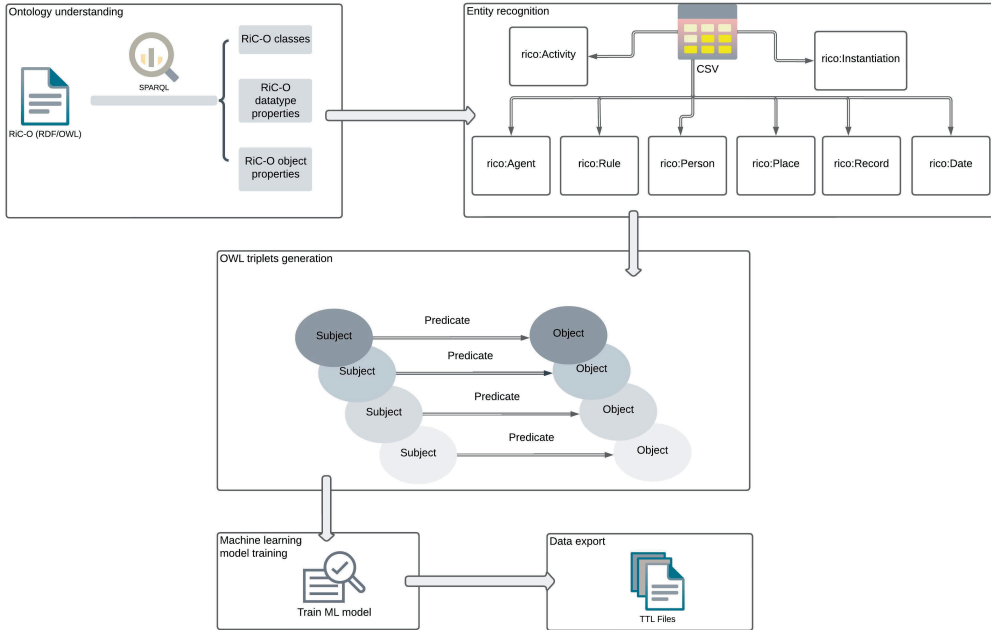 Ontology understanding
RiC-O (RDF/OWL)
SPARQL
RiC-O classes
RiC-O
datatype
properties
RiC-O object
properties
Entity recognition
CSV
rico:Activity
rico:Instantiation
rico:Agent
rico:Rule
rico:Person
rico:Place
rico:Record
rico:Date
OWL triplets generation
Subject
Predicate
Object
Subject
Predicate
Object
Subject
Predicate
Object
Subject
Predicate
Object
Machine learning
model training
Train ML model
Data export
TTL Files